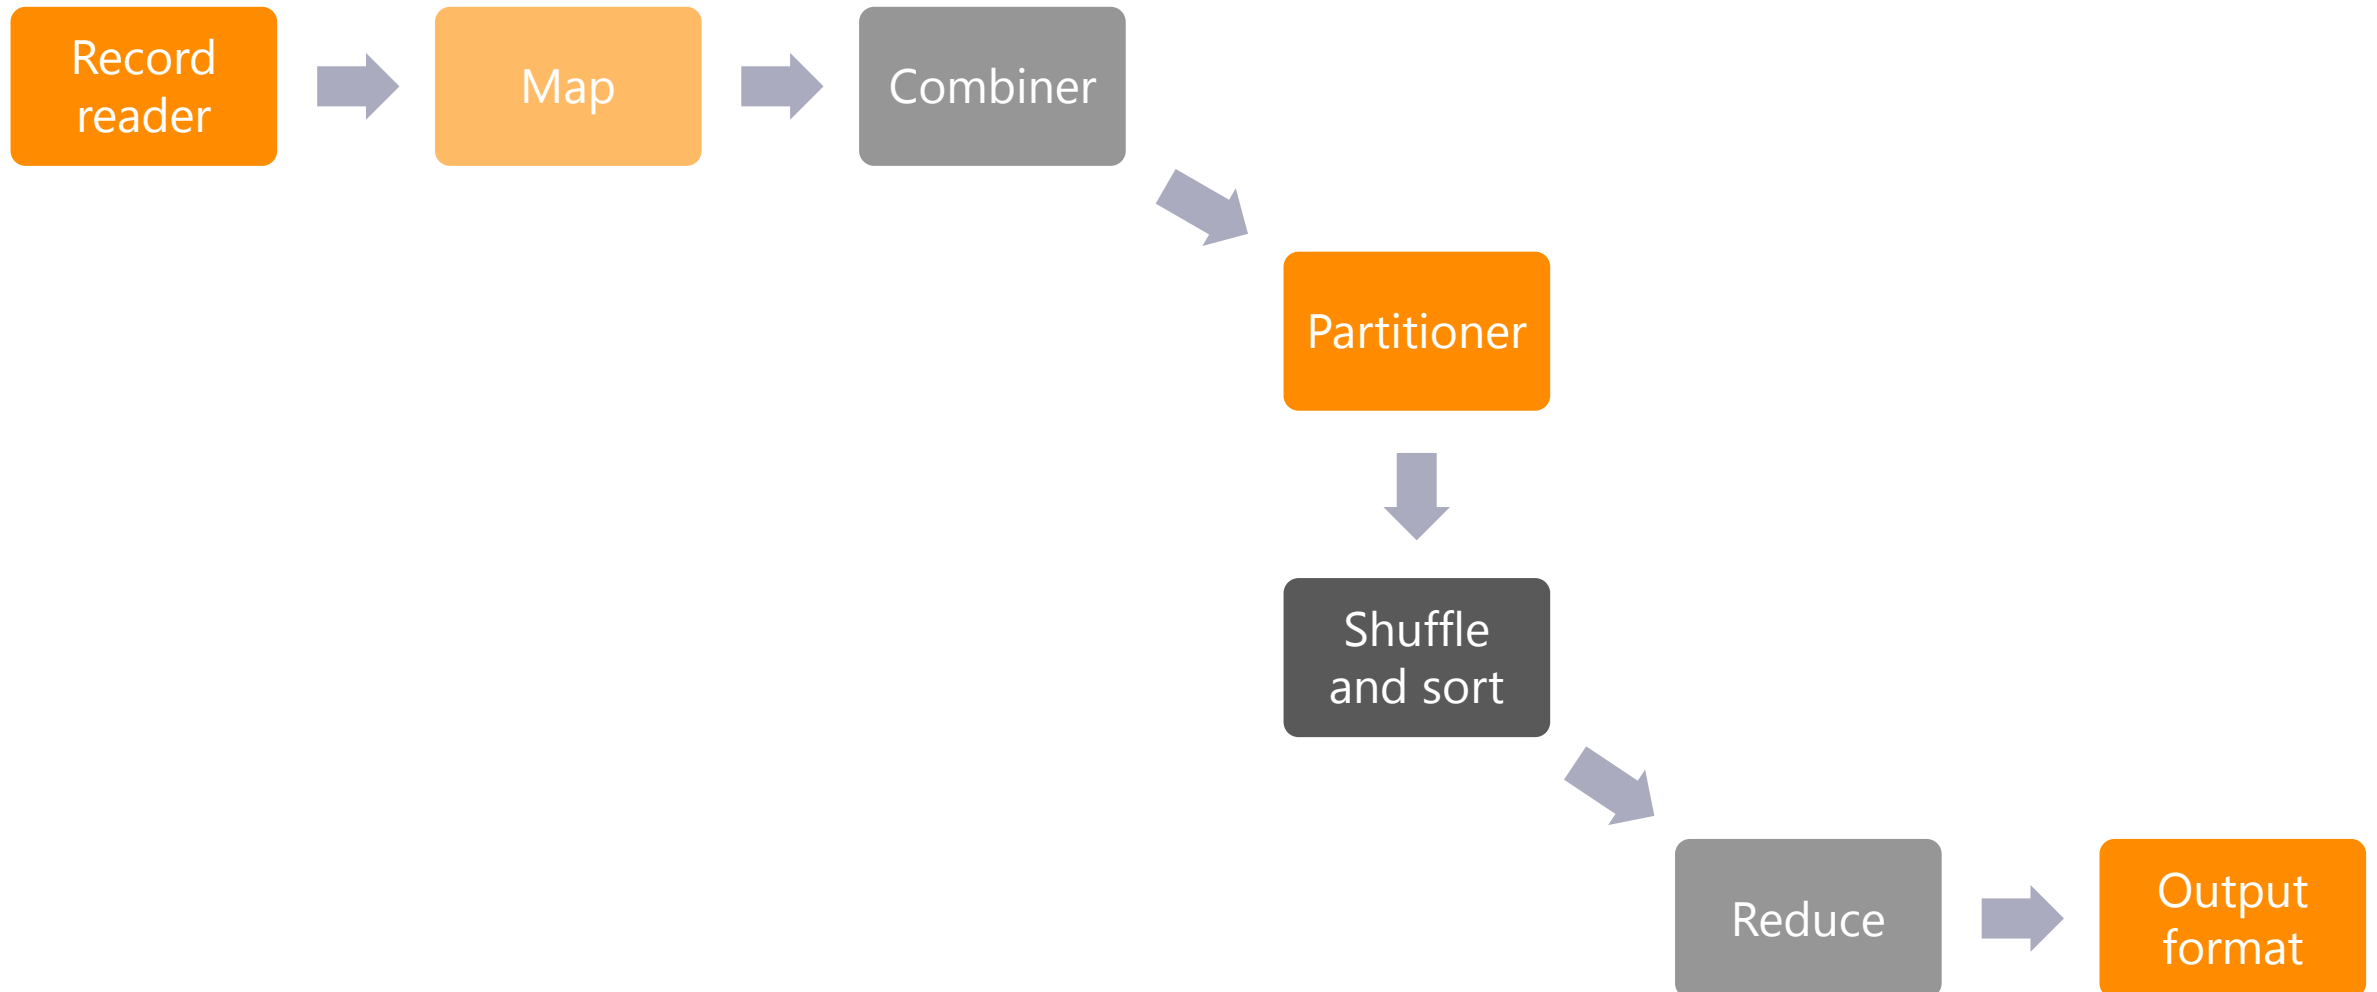 Record
reader
Map
Combiner
Partitioner
Shuffle
and sort
Reduce
Output
format